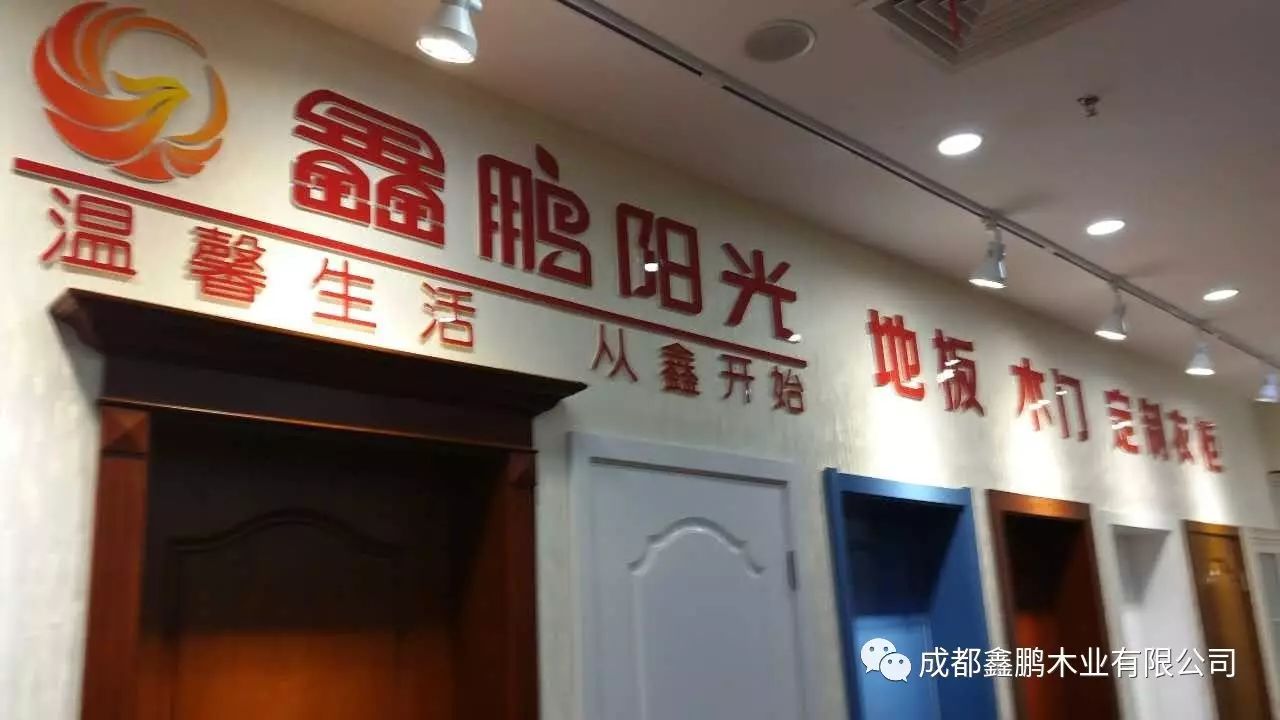 鑫鹏阳光
温馨生活 从鑫开始
地板 木门 定制衣柜
成都鑫鹏木业有限公司